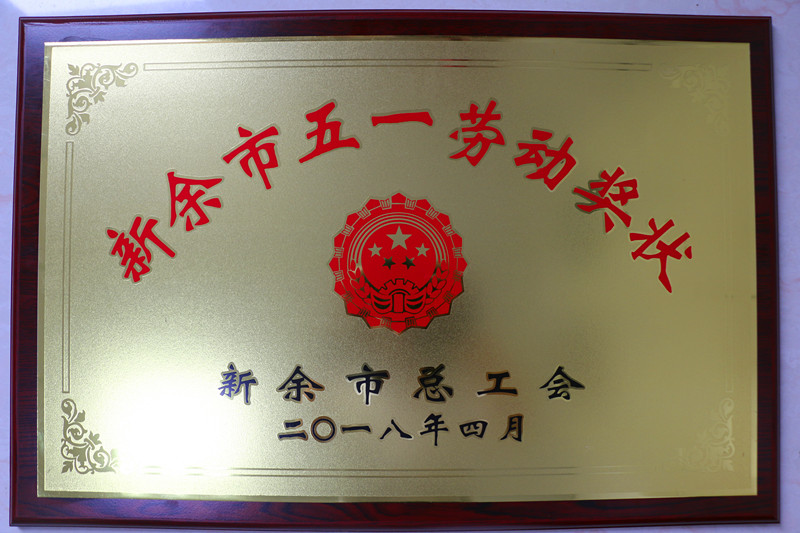 新余市五一劳动奖状
新余市总工会
二〇一八年四月